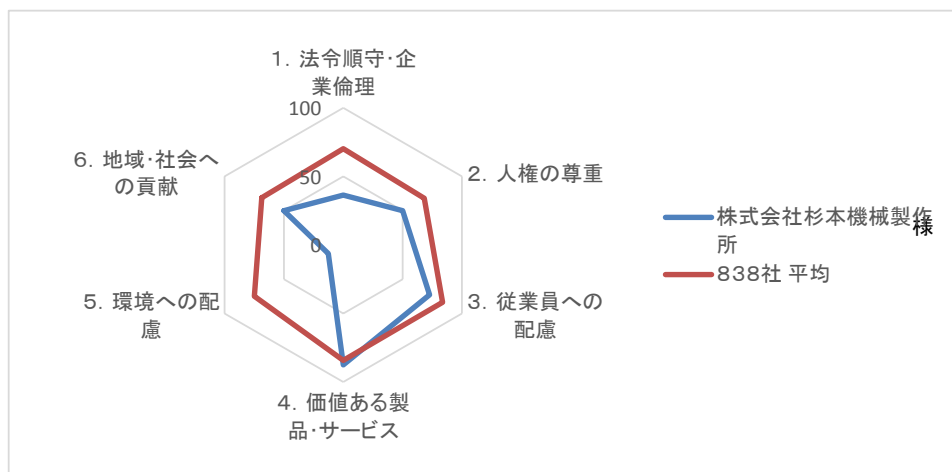 1. 法令順守・企
業倫理
100
50
0
2. 人権の尊重
3. 従業員への
配慮
4. 価値ある製
品・サービス
5. 環境への配
慮
6. 地域・社会へ
の貢献
株式会社杉本機械製作
所
様
838社 平均